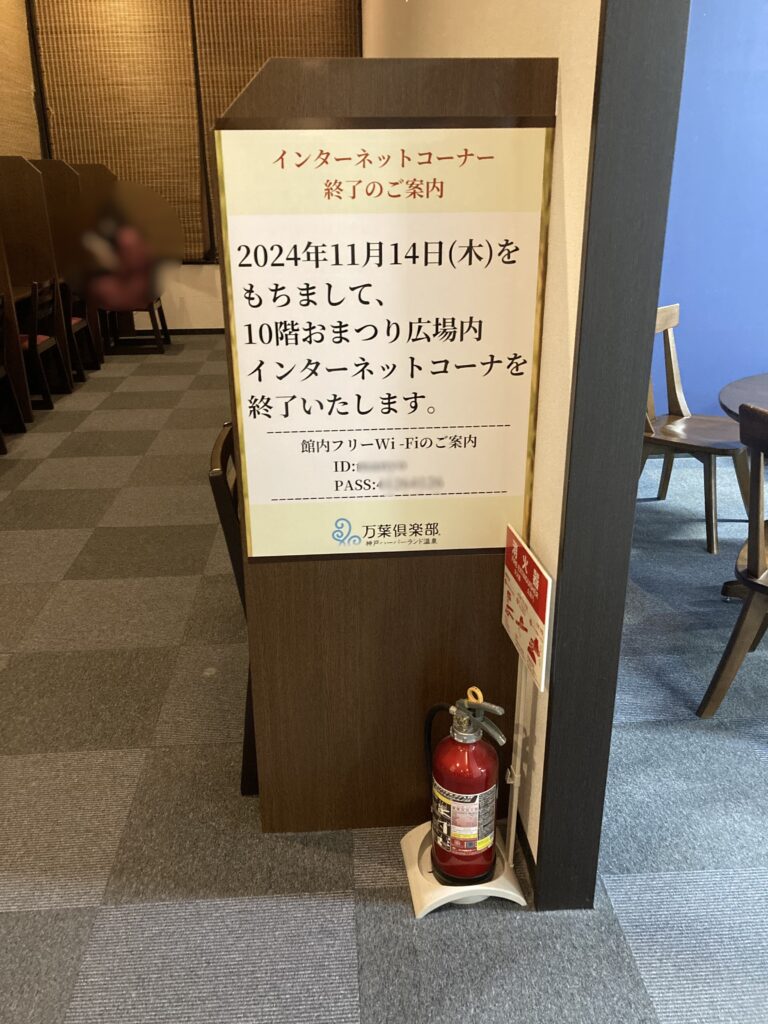 インターネットコーナー
終了のご案内
2024年11月14日(木)を
もちまして、
10階おまつり広場内
インターネットコーナを
終了いたします。
館内フリーWi -Fiのご案内
ID:
PASS:
万葉倶楽部
神戸ハーバーランド温泉
消火器